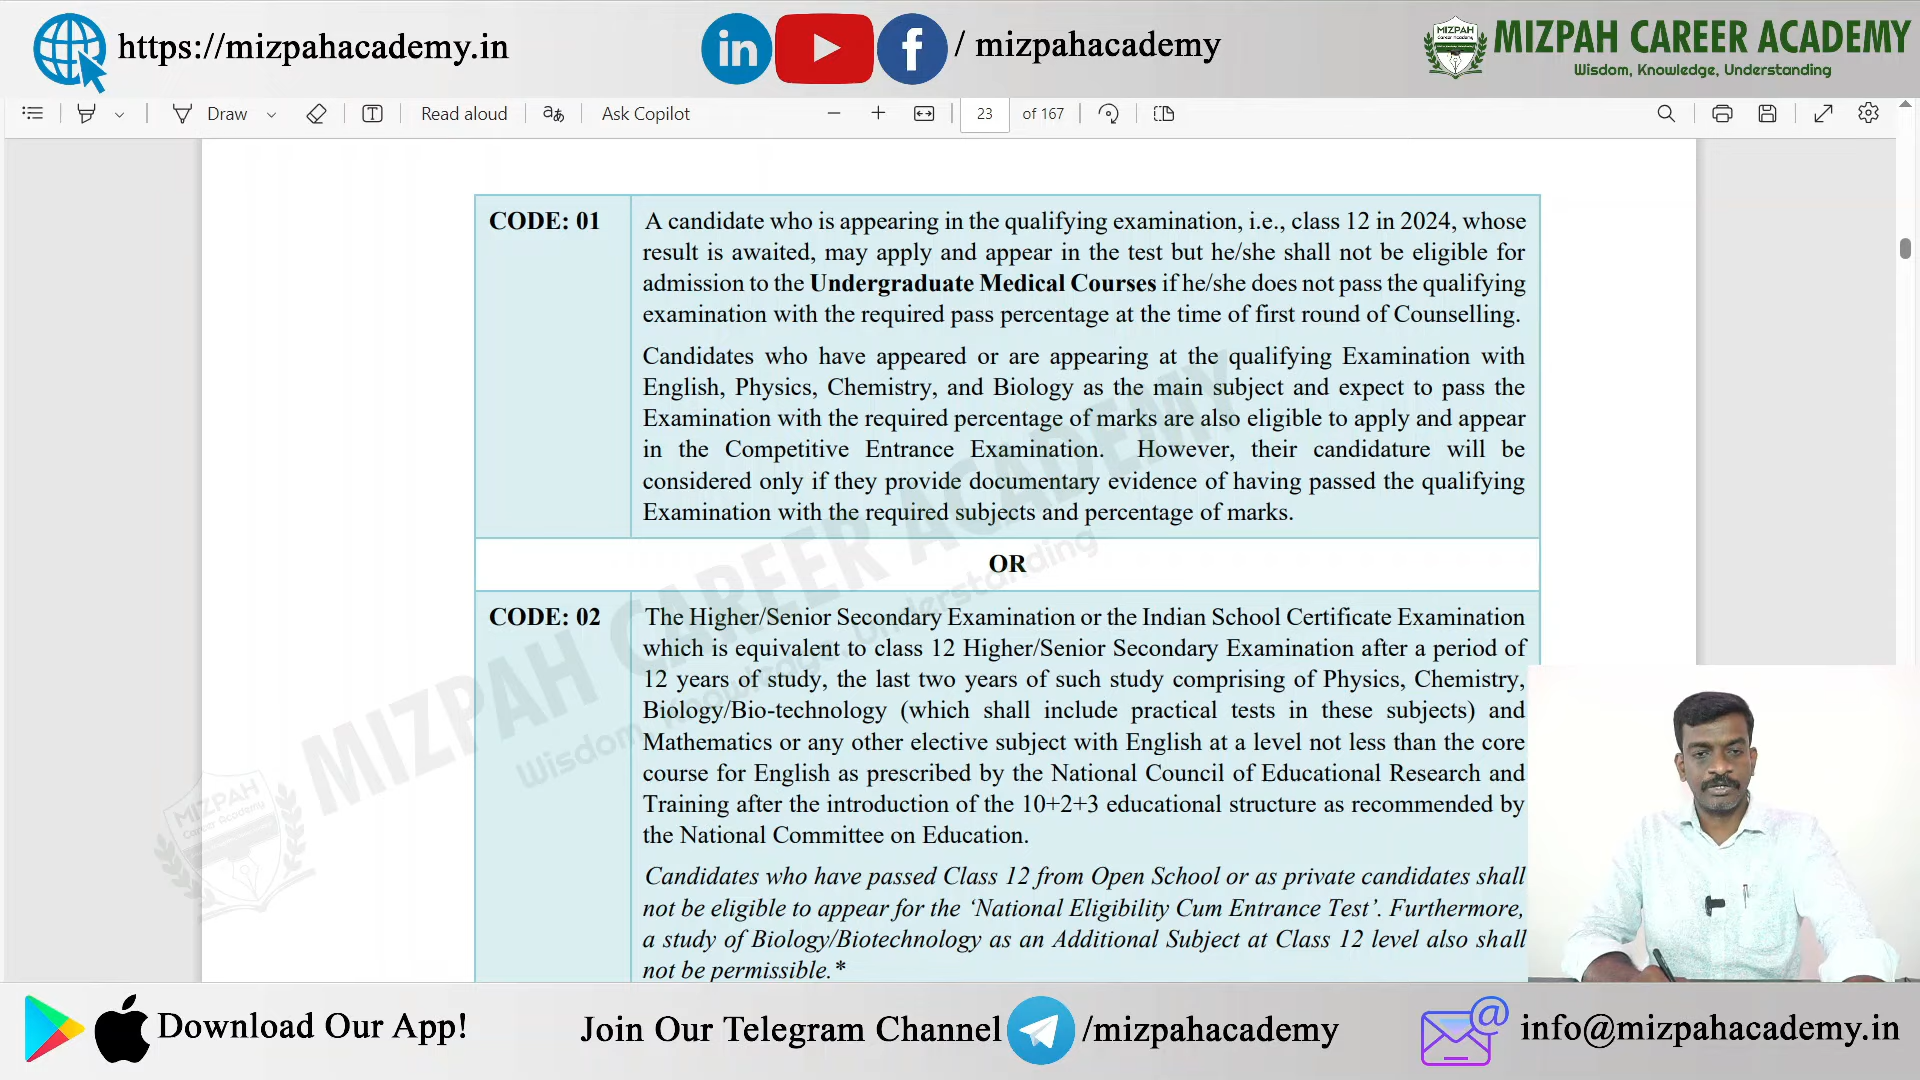 https://mizpahacademy.in
in f / mizpahacademy
MIZPAH Career Academy
MIZPAH CAREER ACADEMY
Wisdom, Knowledge, Understanding
Draw
Read aloud
aあ
Ask Copilot
23 of 167
CODE: 01
A candidate who is appearing in the qualifying examination, i.e., class 12 in 2024, whose
result is awaited, may apply and appear in the test but he/she shall not be eligible for
admission to the Undergraduate Medical Courses if he/she does not pass the qualifying
examination with the required pass percentage at the time of first round of Counselling.
Candidates who have appeared or are appearing at the qualifying Examination with
English, Physics, Chemistry, and Biology as the main subject and expect to pass the
Examination with the required percentage of marks are also eligible to apply and appear
in the Competitive Entrance Examination. However, their candidature will be
considered only if they provide documentary evidence of having passed the qualifying
Examination with the required subjects and percentage of marks.
OR
CODE: 02
The Higher/Senior Secondary Examination or the Indian School Certificate Examination
which is equivalent to class 12 Higher/Senior Secondary Examination after a period of
12 years of study, the last two years of such study comprising of Physics, Chemistry,
Biology/Bio-technology (which shall include practical tests in these subjects) and
Mathematics or any other elective subject with English at a level not less than the core
course for English as prescribed by the National Council of Educational Research and
Training after the introduction of the 10+2+3 educational structure as recommended by
the National Committee on Education.
Candidates who have passed Class 12 from Open School or as private candidates shall
not be eligible to appear for the ‘National Eligibility Cum Entrance Test’. Furthermore,
a study of Biology/Biotechnology as an Additional Subject at Class 12 level also shall
not be permissible.*
MIZPAH CAREER ACADEMY
Wisdom, Knowledge, Understanding
MIZPAH
Career Academy
Download Our App!
Join Our Telegram Channel /mizpahacademy
@ info@mizpahacademy.in